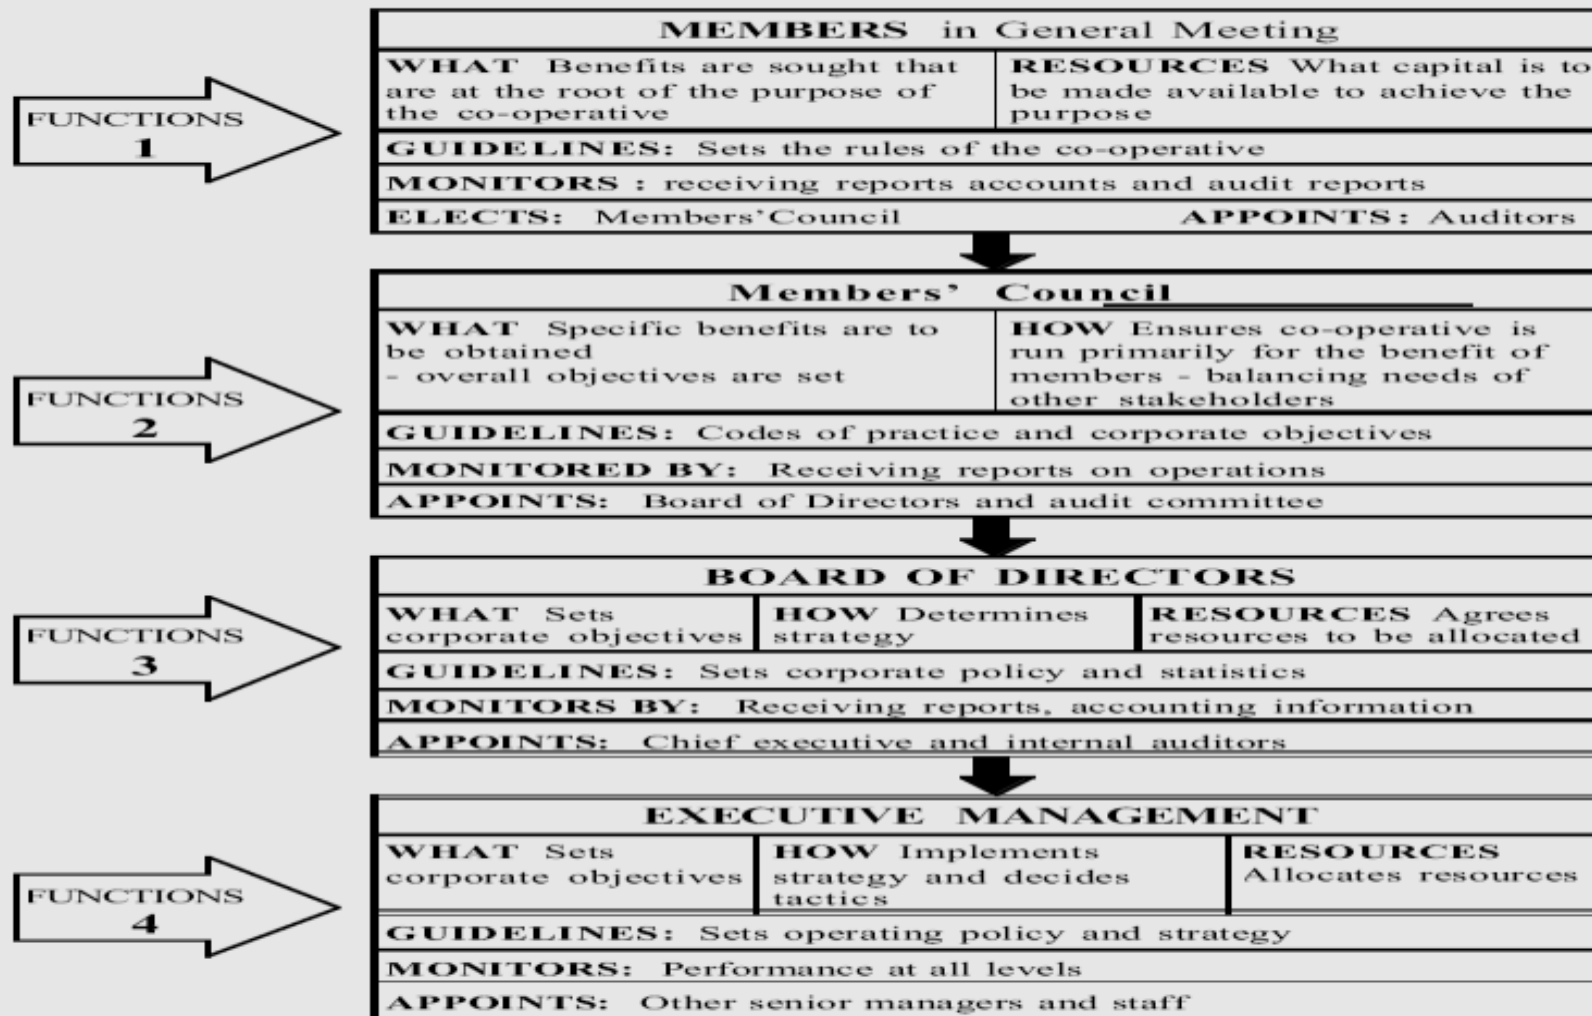 MEMBERS in General Meeting
FUNCTIONS
1
WHAT Benefits are sought that
are at the root of the purpose of
the co-operative
RESOURCES What capital is to
be made available to achieve the
purpose
GUIDELINES: Sets the rules of the co-operative
MONITORS : receiving reports accounts and audit reports
ELECTS: Members'Council
APPOINTS: Auditors
Members' Council
FUNCTIONS
2
WHAT Specific benefits are to
be obtained
- overall objectives are set
HOW Ensures co-operative is
run primarily for the benefit of
members - balancing needs of
other stakeholders
GUIDELINES: Codes of practice and corporate objectives
MONITORED BY: Receiving reports on operations
APPOINTS: Board of Directors and audit committee
BOARD OF DIRECTORS
FUNCTIONS
3
WHAT Sets
corporate objectives
HOW Determines
strategy
RESOURCES Agrees
resources to be allocated
GUIDELINES: Sets corporate policy and statistics
MONITORS BY: Receiving reports, accounting information
APPOINTS: Chief executive and internal auditors
EXECUTIVE MANAGEMENT
FUNCTIONS
4
WHAT Sets
corporate objectives
HOW Implements
strategy and decides
tactics
RESOURCES
Allocates resources
GUIDELINES: Sets operating policy and strategy
MONITORS: Performance at all levels
APPOINTS: Other senior managers and staff